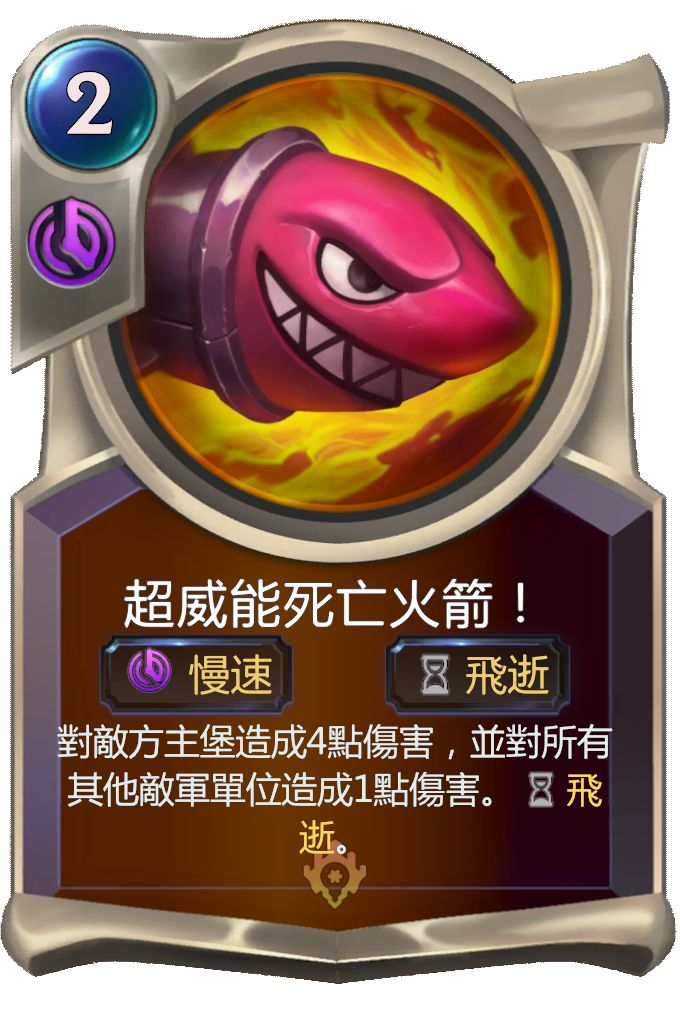 2
超威能死亡火箭！
慢速 飛逝
對敵方主堡造成4點傷害，並對所有
其他敵軍單位造成1點傷害。 飛
逝。